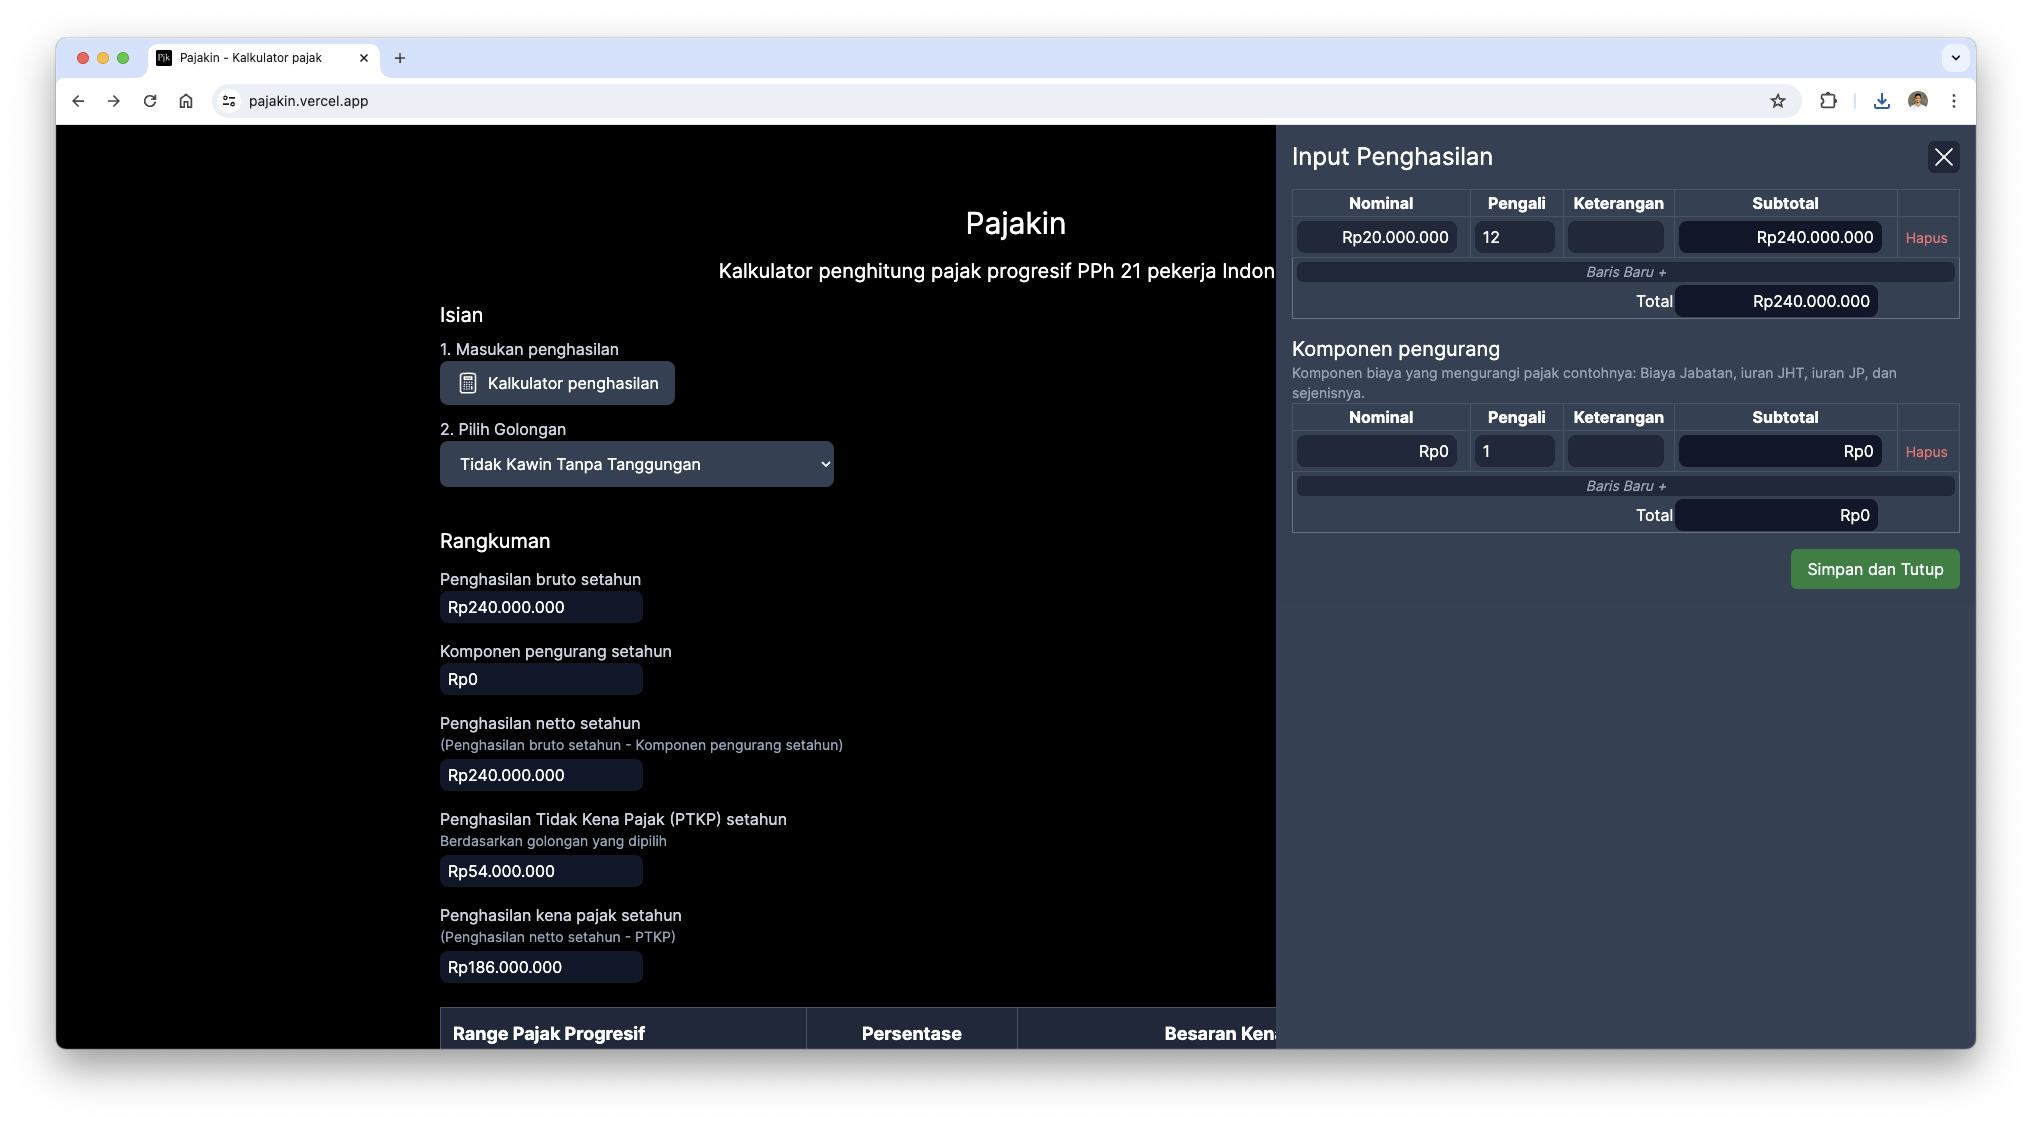 Pjk Pajakin - Kalkulator pajak
pajakin.vercel.app
Pajakin
Kalkulator penghitung pajak progresif PPh 21 pekerja Indon
Isian
1. Masukan penghasilan
Kalkulator penghasilan
2. Pilih Golongan
Tidak Kawin Tanpa Tanggungan
Rangkuman
Penghasilan bruto setahun
Rp240.000.000
Komponen pengurang setahun
Rp0
Penghasilan netto setahun
(Penghasilan bruto setahun - Komponen pengurang setahun)
Rp240.000.000
Penghasilan Tidak Kena Pajak (PTKP) setahun
Berdasarkan golongan yang dipilih
Rp54.000.000
Penghasilan kena pajak setahun
(Penghasilan netto setahun - PTKP)
Rp186.000.000
Range Pajak Progresif Persentase Besaran Kena
Input Penghasilan
Nominal Pengali Keterangan Subtotal
Rp20.000.000 12 Rp240.000.000 Hapus
Baris Baru +
Total Rp240.000.000
Komponen pengurang
Komponen biaya yang mengurangi pajak contohnya: Biaya Jabatan, iuran JHT, iuran JP, dan
sejenisnya.
Nominal Pengali Keterangan Subtotal
Rp0 1 Rp0 Hapus
Baris Baru +
Total Rp0
Simpan dan Tutup